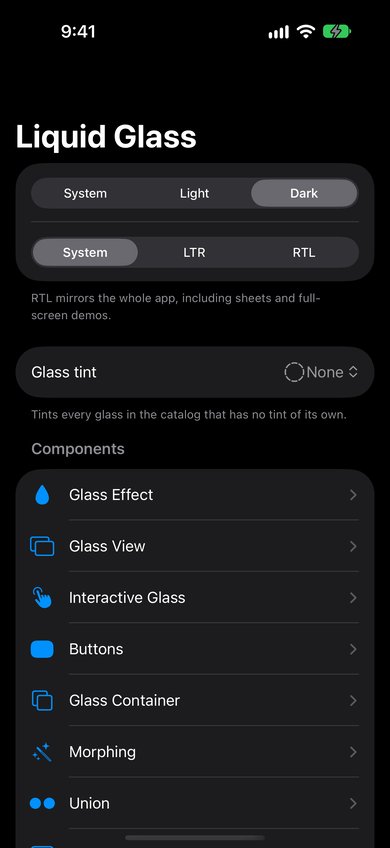 9:41
Liquid Glass
System Light Dark
System LTR RTL
RTL mirrors the whole app, including sheets and full-
screen demos.
Glass tint None
Tints every glass in the catalog that has no tint of its own.
Components
Glass Effect
Glass View
Interactive Glass
Buttons
Glass Container
Morphing
Union